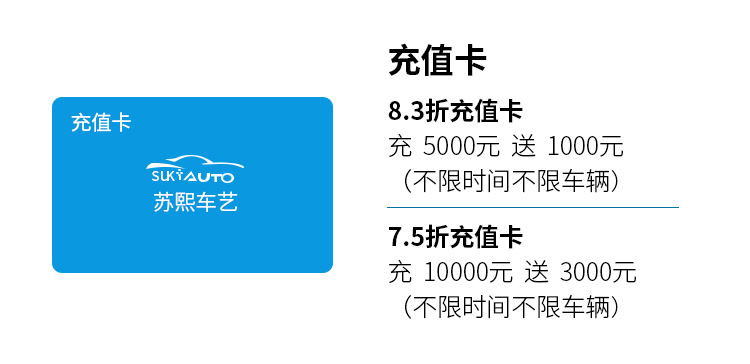 充值卡
SUKYAUTO
苏熙车艺
充值卡
8.3折充值卡
充 5000元 送 1000元
（不限时间不限车辆）
7.5折充值卡
充 10000元 送 3000元
（不限时间不限车辆）